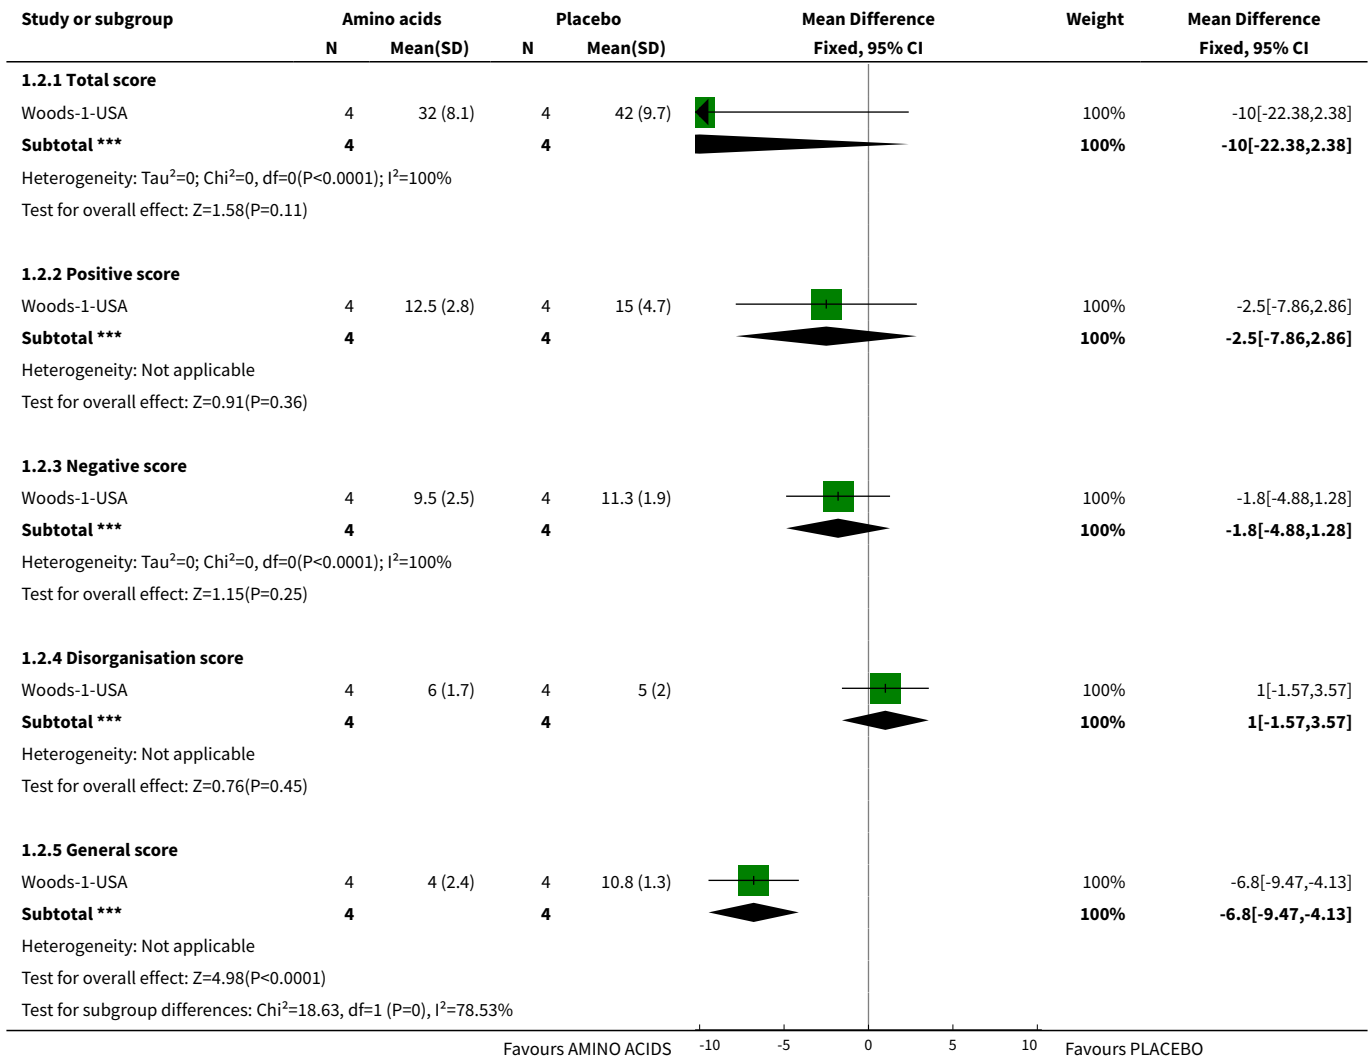 Study or subgroup Amino acids Placebo Mean Difference Weight Mean Difference
N Mean(SD) N Mean(SD) Fixed, 95% CI Fixed, 95% CI
1.2.1 Total score
Woods-1-USA 4 32 (8.1) 4 42 (9.7) 100% -10[-22.38,2.38]
Subtotal *** 4 4 100% -10[-22.38,2.38]
Heterogeneity: Tau²=0; Chi²=0, df=0(P<0.0001); I²=100%
Test for overall effect: Z=1.58(P=0.11)
1.2.2 Positive score
Woods-1-USA 4 12.5 (2.8) 4 15 (4.7) 100% -2.5[-7.86,2.86]
Subtotal *** 4 4 100% -2.5[-7.86,2.86]
Heterogeneity: Not applicable
Test for overall effect: Z=0.91(P=0.36)
1.2.3 Negative score
Woods-1-USA 4 9.5 (2.5) 4 11.3 (1.9) 100% -1.8[-4.88,1.28]
Subtotal *** 4 4 100% -1.8[-4.88,1.28]
Heterogeneity: Tau²=0; Chi²=0, df=0(P<0.0001); I²=100%
Test for overall effect: Z=1.15(P=0.25)
1.2.4 Disorganisation score
Woods-1-USA 4 6 (1.7) 4 5 (2) 100% 1[-1.57,3.57]
Subtotal *** 4 4 100% 1[-1.57,3.57]
Heterogeneity: Not applicable
Test for overall effect: Z=0.76(P=0.45)
1.2.5 General score
Woods-1-USA 4 4 (2.4) 4 10.8 (1.3) 100% -6.8[-9.47,-4.13]
Subtotal *** 4 4 100% -6.8[-9.47,-4.13]
Heterogeneity: Not applicable
Test for overall effect: Z=4.98(P<0.0001)
Test for subgroup differences: Chi²=18.63, df=1 (P=0), I²=78.53%
Favours AMINO ACIDS -10 -5 0 5 10 Favours PLACEBO